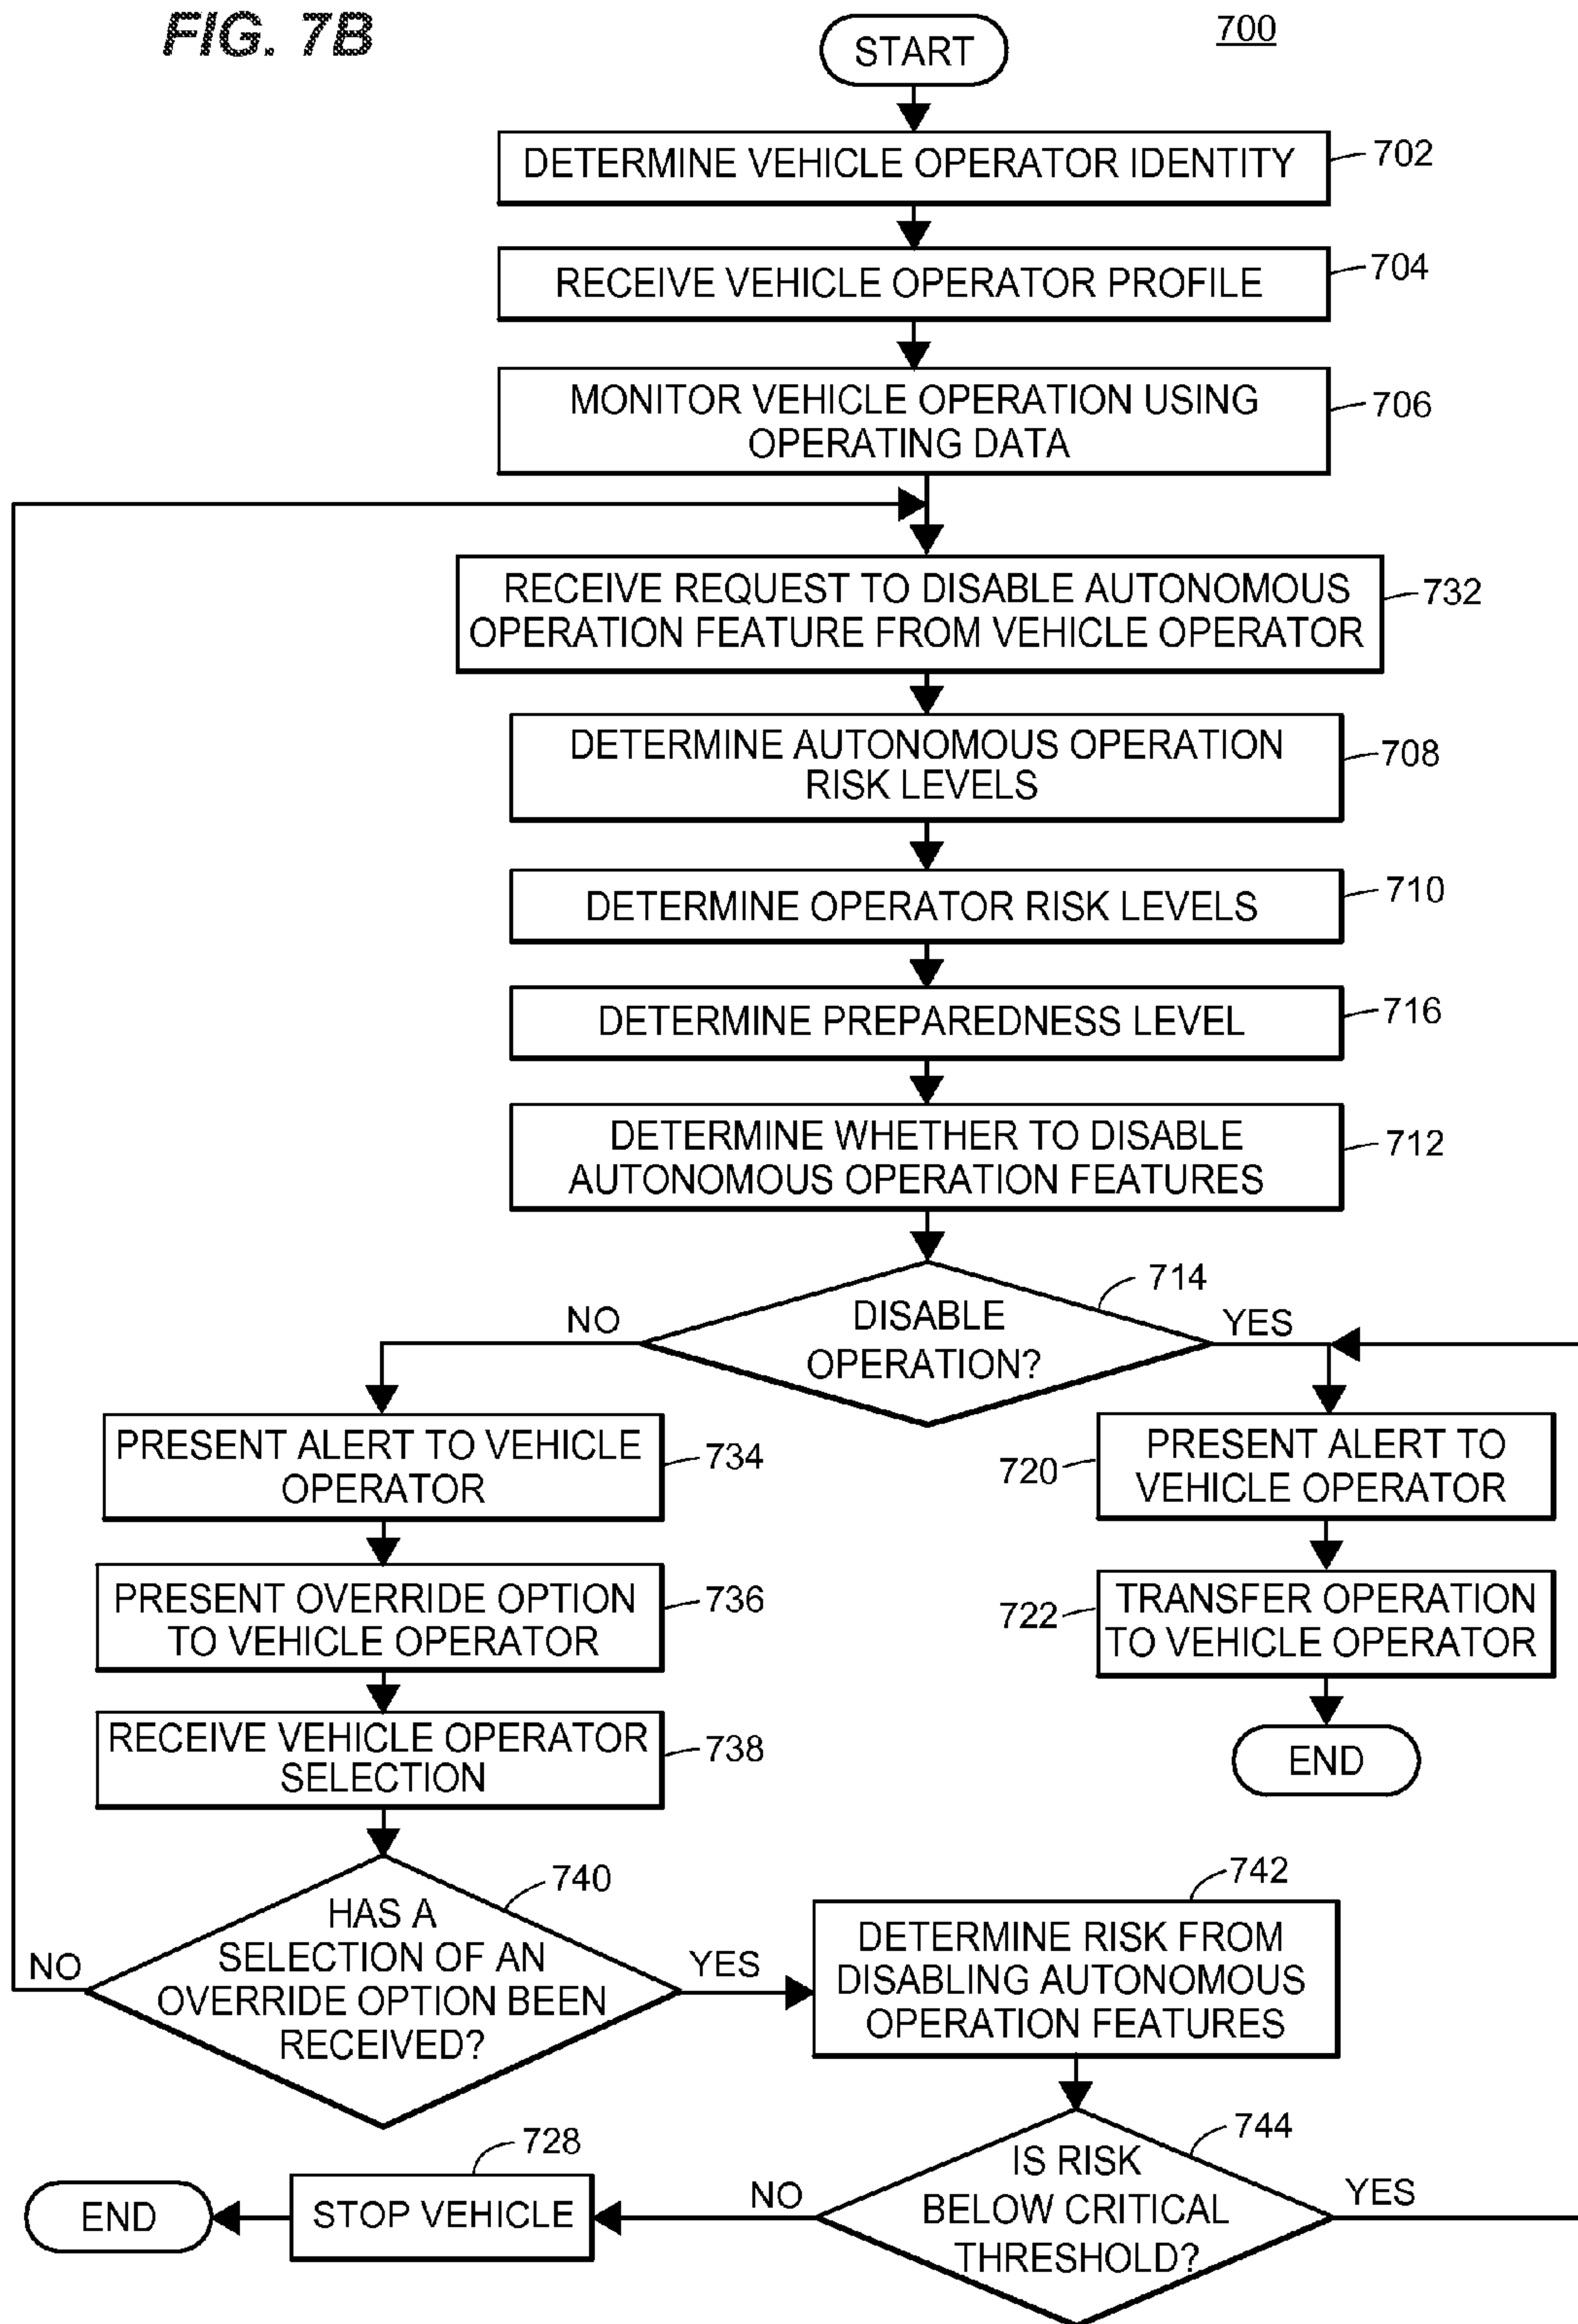 FIG. 7B
700
START
DETERMINE VEHICLE OPERATOR IDENTITY
702
RECEIVE VEHICLE OPERATOR PROFILE
704
MONITOR VEHICLE OPERATION USING
OPERATING DATA
706
RECEIVE REQUEST TO DISABLE AUTONOMOUS
OPERATION FEATURE FROM VEHICLE OPERATOR
732
DETERMINE AUTONOMOUS OPERATION
RISK LEVELS
708
DETERMINE OPERATOR RISK LEVELS
710
DETERMINE PREPAREDNESS LEVEL
716
DETERMINE WHETHER TO DISABLE
AUTONOMOUS OPERATION FEATURES
712
714
DISABLE
OPERATION?
NO
YES
PRESENT ALERT TO VEHICLE
OPERATOR
734
720
PRESENT ALERT TO
VEHICLE OPERATOR
PRESENT OVERRIDE OPTION
TO VEHICLE OPERATOR
736
722
TRANSFER OPERATION
TO VEHICLE OPERATOR
RECEIVE VEHICLE OPERATOR
SELECTION
738
END
740
HAS A
SELECTION OF AN
OVERRIDE OPTION BEEN
RECEIVED?
NO
YES
742
DETERMINE RISK FROM
DISABLING AUTONOMOUS
OPERATION FEATURES
744
IS RISK
BELOW CRITICAL
THRESHOLD?
NO
YES
728
STOP VEHICLE
END